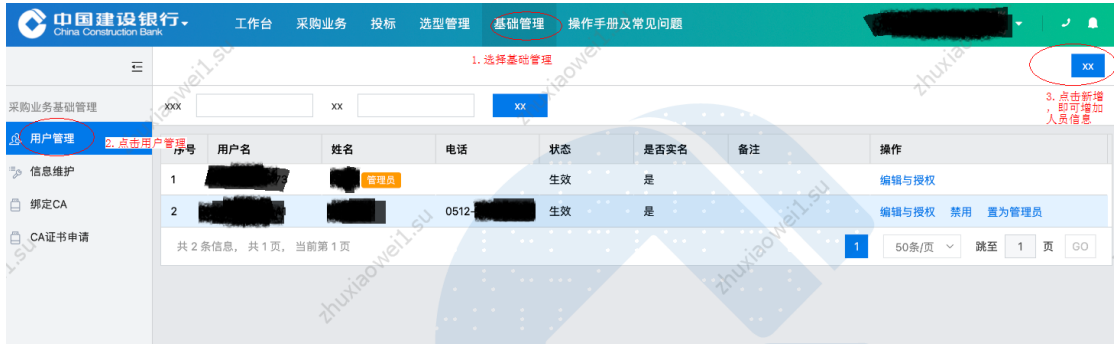 中国建设银行
China Construction Bank
工作台 采购业务 投标 选型管理 基础管理 操作手册及常见问题
1.选择基础管理
xx
采购业务基础管理
xxx xx xx
3.点击新增
，即可增加
人员信息
用户管理
2.点击用户管理
序号 用户名 姓名 电话 状态 是否实名 备注 操作
信息维护
1 管理员 生效 是 编辑与授权
绑定CA
2 0512- 生效 是 编辑与授权 禁用 置为管理员
CA证书申请
共2条信息，共1页，当前第1页 1 50条/页 跳至 1 页 GO
zhuxiaowei1.su
zhuxiaowei1.su